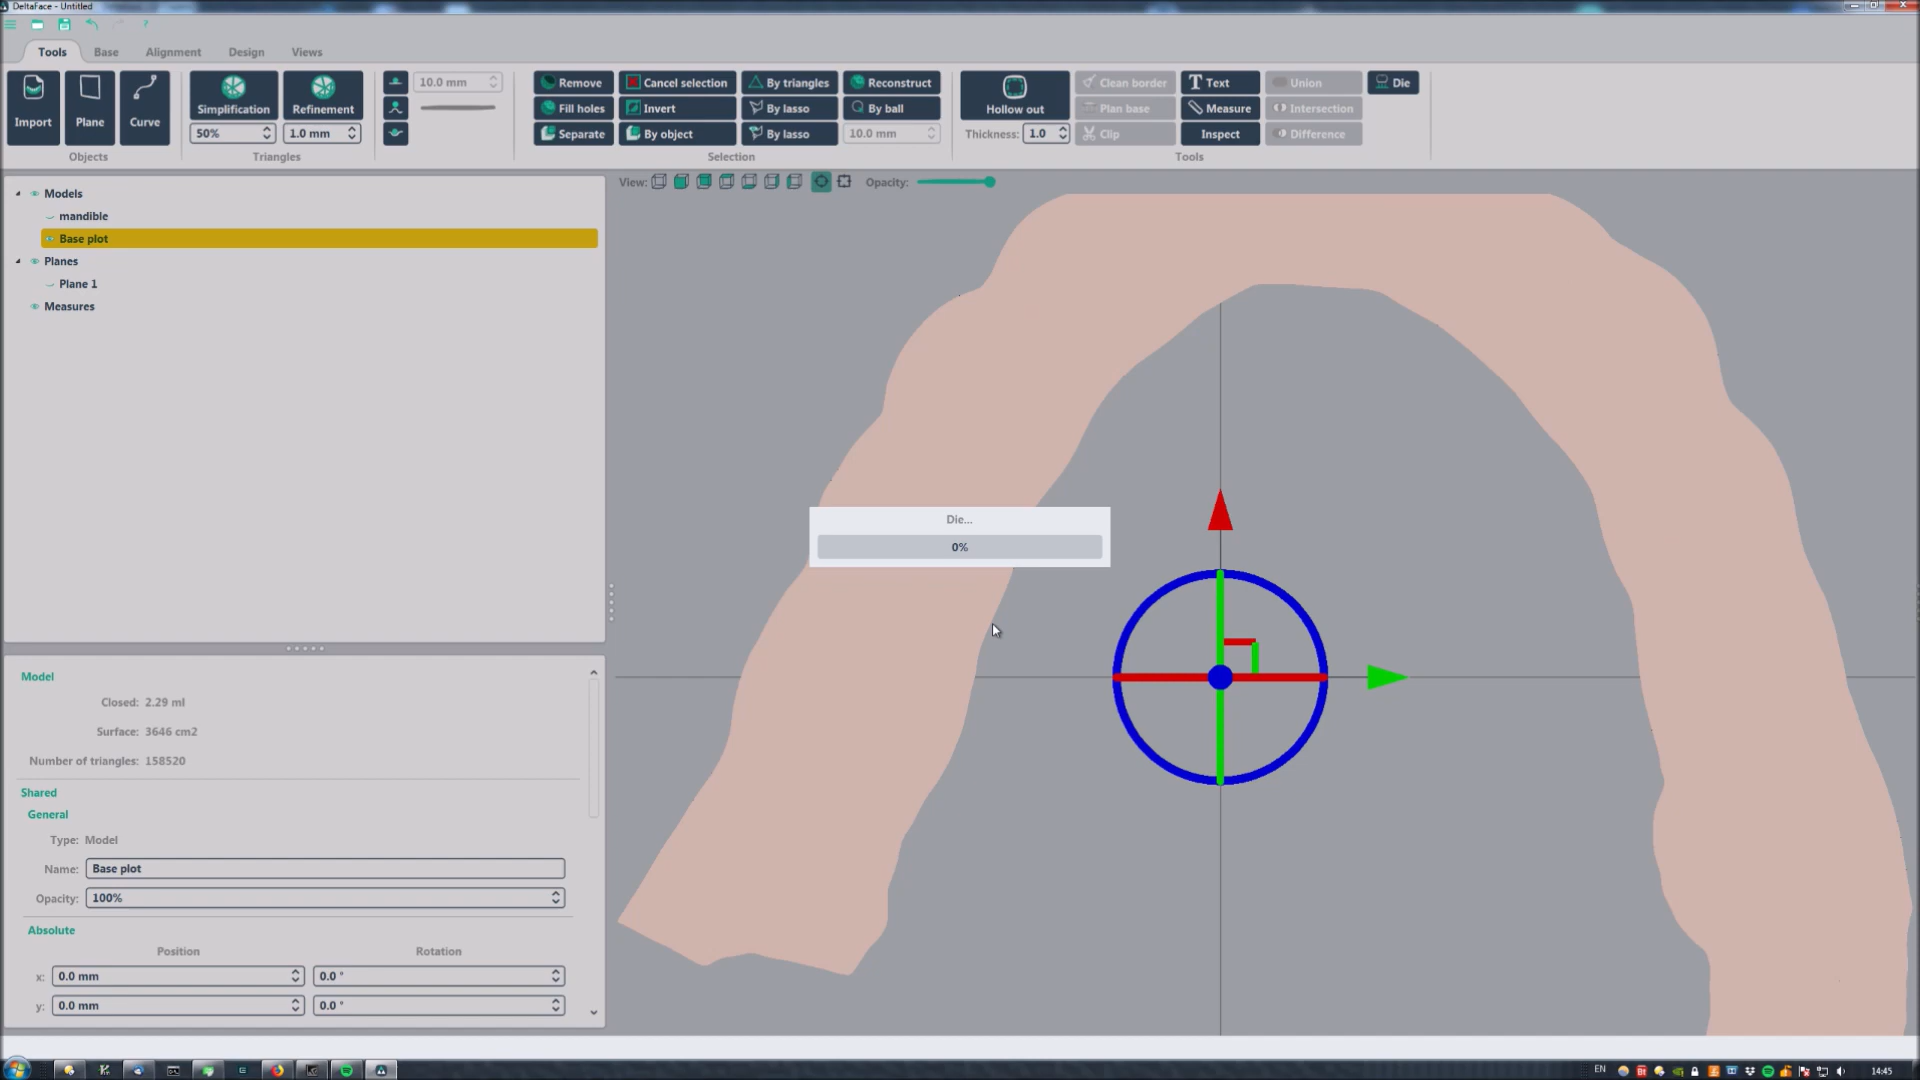 DeltaFace - Untitled
?
Tools Base Alignment Design Views
Import Plane Curve
Objects
Simplification Refinement
50% 1.0 mm
Triangles
10.0 mm
Remove Cancel selection By triangles Reconstruct
Fill holes Invert By lasso By ball
Separate By object By lasso 10.0 mm
Selection
Hollow out
Thickness: 1.0
Clean border Text Union Die
Plan base Measure Intersection
Clip Inspect Difference
Tools
View: Opacity:
Models
mandible
Base plot
Planes
Plane 1
Measures
Die...
0%
Model
Closed: 2.29 ml
Surface: 3646 cm2
Number of triangles: 158520
Shared
General
Type: Model
Name: Base plot
Opacity: 100%
Absolute
Position Rotation
x: 0.0 mm 0.0 °
y: 0.0 mm 0.0 °
EN 14:45